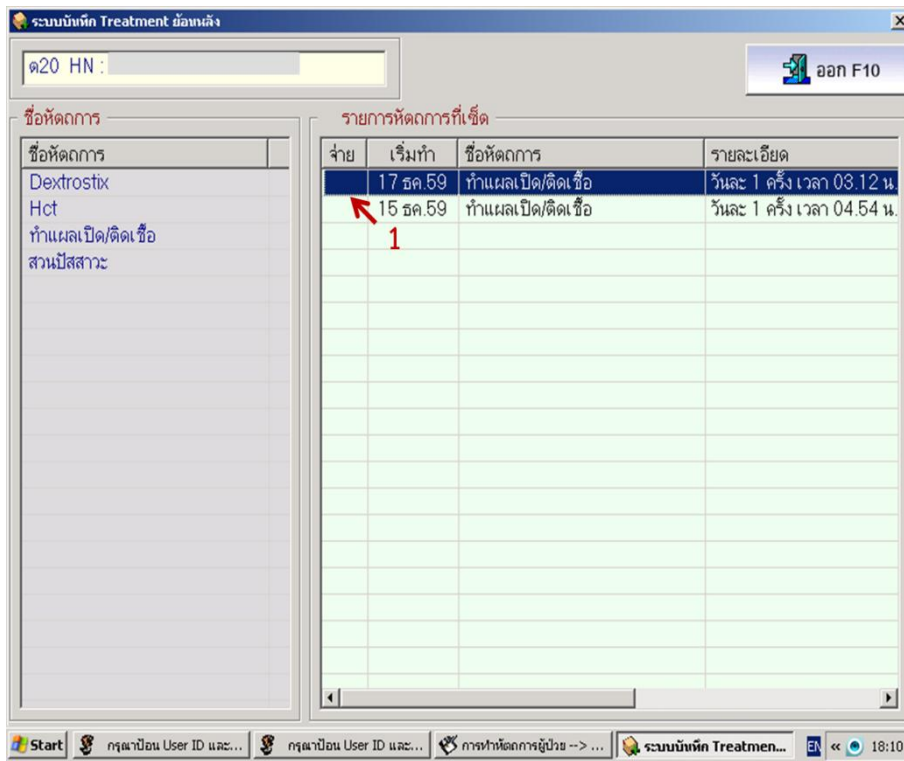 ระบบบันทึก Treatment ย้อนหลัง
ด20 HN :
ออก F10
ชื่อหัตถการ
ชื่อหัตถการ
Dextrostix
Hct
ทำแผลเปิด/ติดเชื้อ
สวนปัสสาวะ
รายการหัตถการที่เซ็ต
จ่าย เริ่มทำ ชื่อหัตถการ รายละเอียด
17 ธค.59 ทำแผลเปิด/ติดเชื้อ วันละ 1 ครั้ง เวลา 03.12 น.
15 ธค.59 ทำแผลเปิด/ติดเชื้อ วันละ 1 ครั้ง เวลา 04.54 น.
1
Start กรุณาป้อน User ID และ... กรุณาป้อน User ID และ... การทำหัตถการผู้ป่วย --> ... ระบบบันทึก Treatmen... EN « 18:10